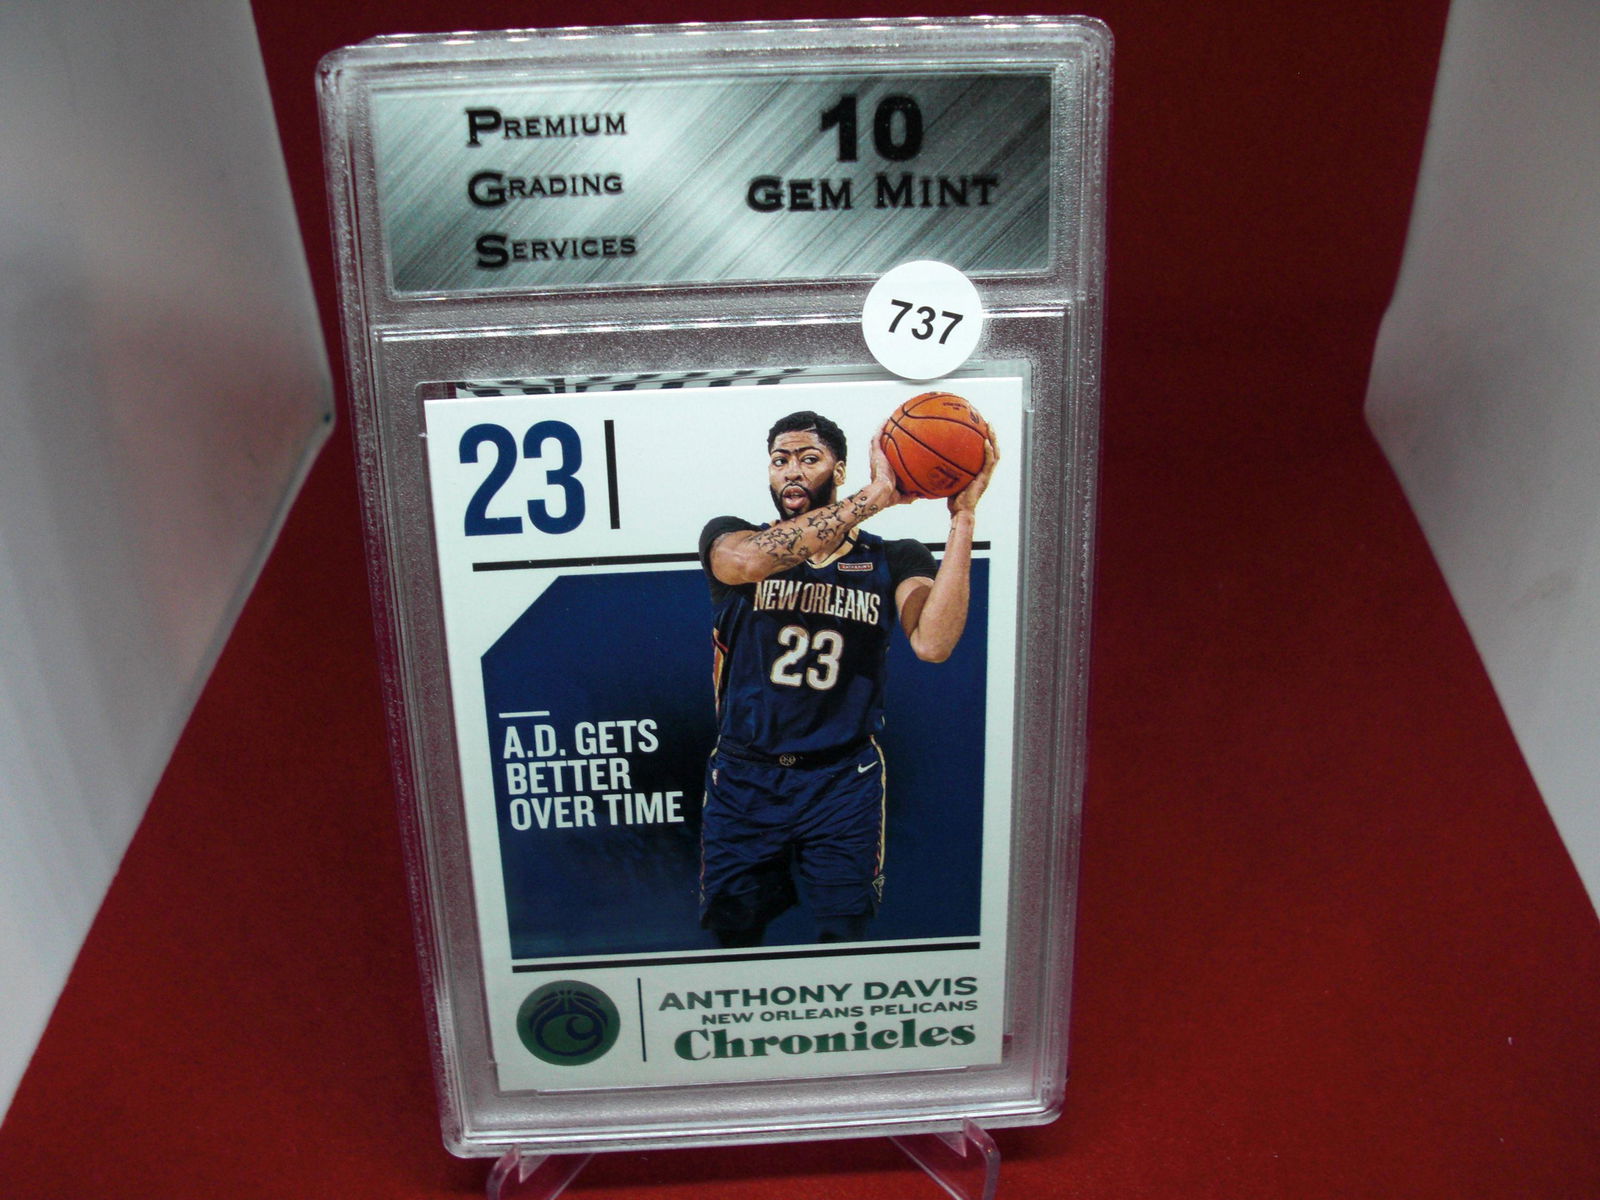 PREMIUM
GRADING
SERVICES
10
GEM MINT
737
23
NEW ORLEANS
23
A.D. GETS
BETTER
OVER TIME
ANTHONY DAVIS
NEW ORLEANS PELICANS
Chronicles